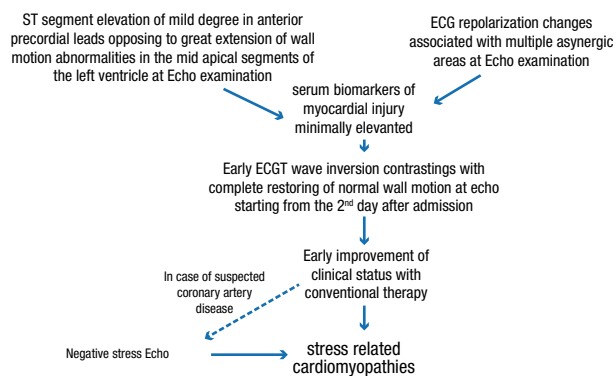 ST segment elevation of mild degree in anterior
precordial leads opposing to great extension of wall
motion abnormalities in the mid apical segments of
the left ventricle at Echo examination
ECG repolarization changes
associated with multiple asynergic
areas at Echo examination
serum biomarkers of
myocardial injury
minimally elevanted
Early ECGT wave inversion contrastings with
complete restoring of normal wall motion at echo
starting from the 2nd day after admission
Early improvement of
clinical status with
conventional therapy
In case of suspected
coronary artery
disease
Negative stress Echo
stress related
cardiomyopathies